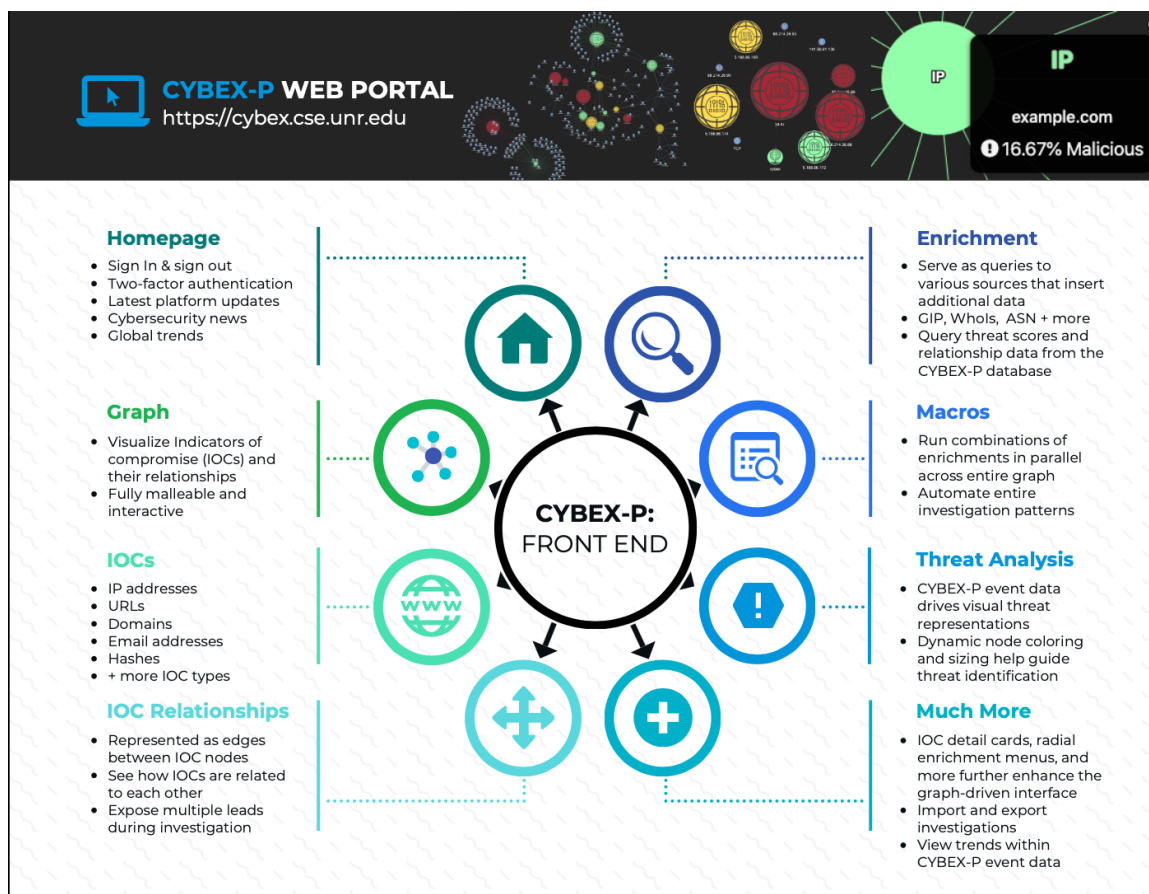 CYBEX-P WEB PORTAL
https://cybex.cse.unr.edu
IP
IP
example.com
16.67% Malicious
Homepage
Sign In & sign out
Two-factor authentication
Latest platform updates
Cybersecurity news
Global trends
Graph
Visualize Indicators of
compromise (IOCs) and
their relationships
Fully malleable and
interactive
IOCs
IP addresses
URLs
Domains
Email addresses
Hashes
+ more IOC types
IOC Relationships
Represented as edges
between IOC nodes
See how IOCs are related
to each other
Expose multiple leads
during investigation
CYBEX-P:
FRONT END
www
Enrichment
Serve as queries to
various sources that insert
additional data
GIP, WhoIs, ASN + more
Query threat scores and
relationship data from the
CYBEX-P database
Macros
Run combinations of
enrichments in parallel
across entire graph
Automate entire
investigation patterns
Threat Analysis
CYBEX-P event data
drives visual threat
representations
Dynamic node coloring
and sizing help guide
threat identification
Much More
IOC detail cards, radial
enrichment menus, and
more further enhance the
graph-driven interface
Import and export
investigations
View trends within
CYBEX-P event data